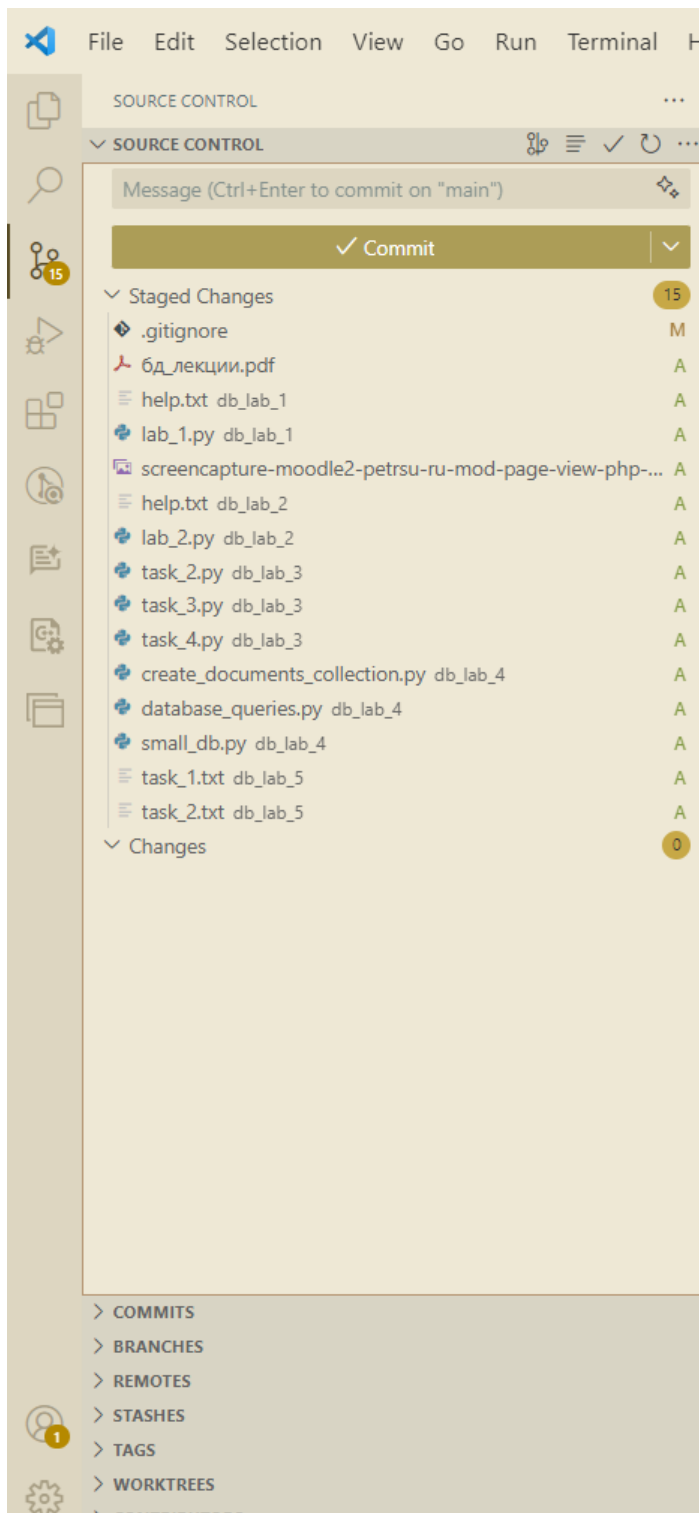 File Edit Selection View Go Run Terminal H
SOURCE CONTROL ...
SOURCE CONTROL ...
Message (Ctrl+Enter to commit on "main")
Commit
Staged Changes 15
.gitignore M
бд_лекции.pdf A
help.txt db_lab_1 A
lab_1.py db_lab_1 A
screencapture-moodle2-petrsu-ru-mod-page-view-php-... A
help.txt db_lab_2 A
15
lab_2.py db_lab_2 A
task_2.py db_lab_3 A
task_3.py db_lab_3 A
task_4.py db_lab_3 A
create_documents_collection.py db_lab_4 A
database_queries.py db_lab_4 A
small_db.py db_lab_4 A
task_1.txt db_lab_5 A
task_2.txt db_lab_5 A
Changes 0
COMMITS
BRANCHES
REMOTES
STASHES
1
TAGS
WORKTREES